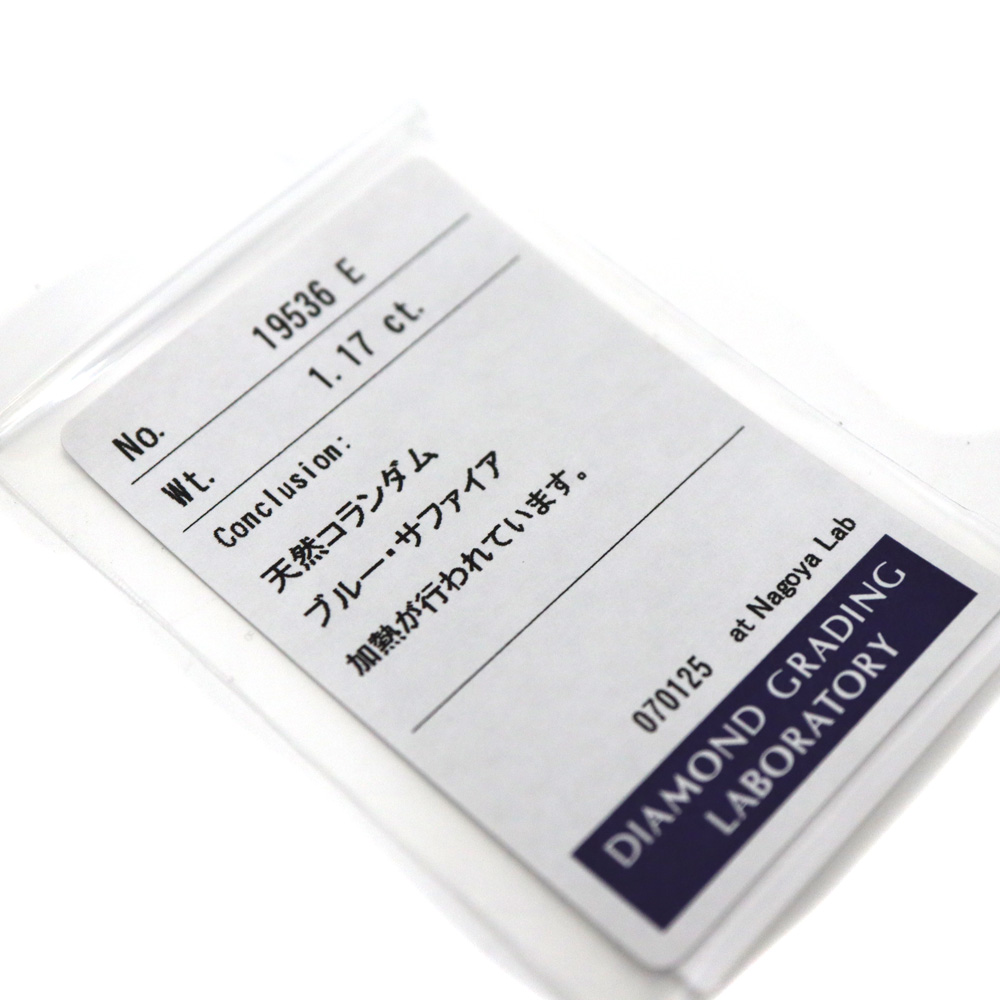 No. 19536 E
Wt. 1.17 ct.
Conclusion:
天然コランダム
ブルー・サファイア
加熱が行われています。
070125 at Nagoya Lab
DIAMOND GRADING
LABORATORY